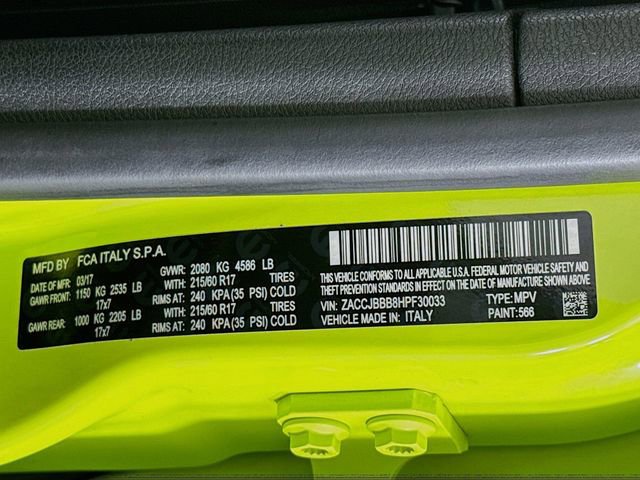 MFD BY FCA ITALY S.P.A.
DATE OF MFR: 03/17 GWVR: 2080 KG 4586 LB
GAWR FRONT: 1150 KG 2535 LB 215/60 R17 TIRES
17x7 RIMS AT: 240 KPA (35 PSI) COLD
GAWR REAR: 1000 KG 2205 LB 215/60 R17 TIRES
17x7 RIMS AT: 240 KPA (35 PSI) COLD
THIS VEHICLE CONFORMS TO ALL APPLICABLE U.S.A. FEDERAL MOTOR VEHICLE SAFETY AND
THEFT PREVENTION STANDARDS IN EFFECT ON THE DATE OF MANUFACTURE SHOWN ABOVE.
VIN: ZACCJBBB8HPF30033 TYPE: MPV
VEHICLE MADE IN: ITALY PAINT: 566